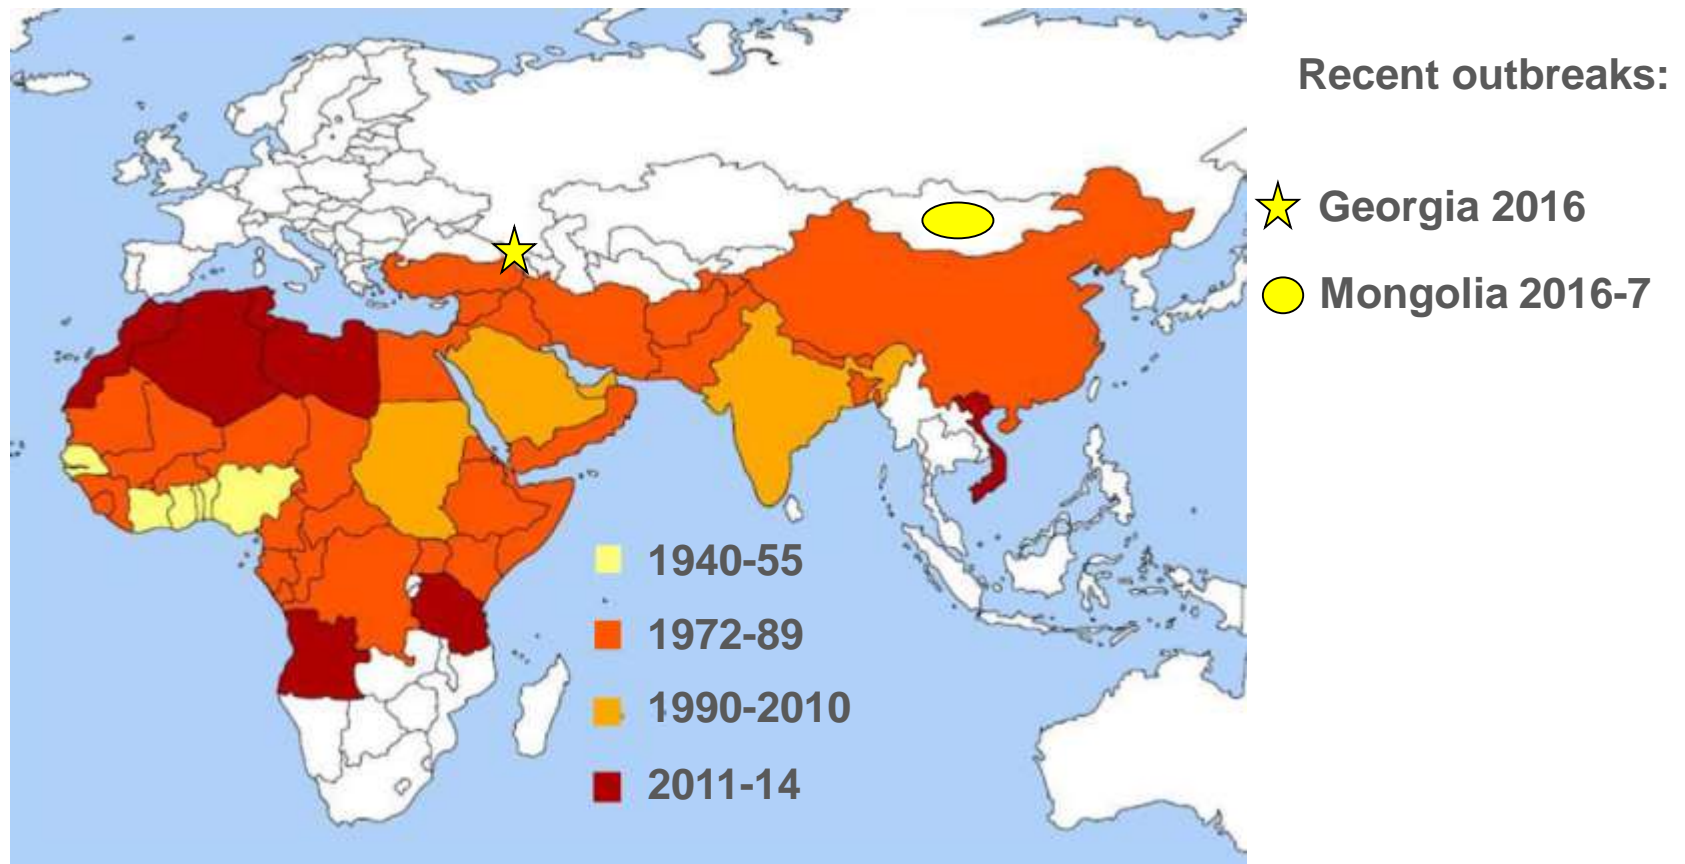 Recent outbreaks:
Georgia 2016
Mongolia 2016-7
1940-55
1972-89
1990-2010
2011-14